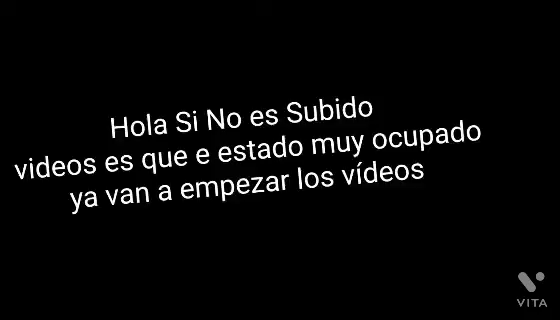 Hola Si No es Subido
videos es que e estado muy ocupado
ya van a empezar los vídeos
VITA